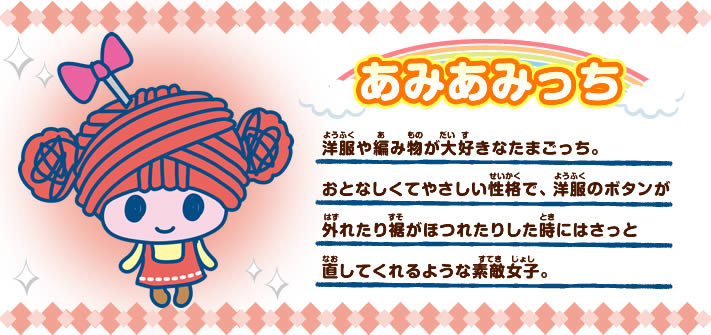 あみあみっち
洋服や編み物が大好きなたまごっち。
おとなしくてやさしい性格で、洋服のボタンが
外れたり裾がほつれたりした時にはさっと
直してくれるような素敵女子。